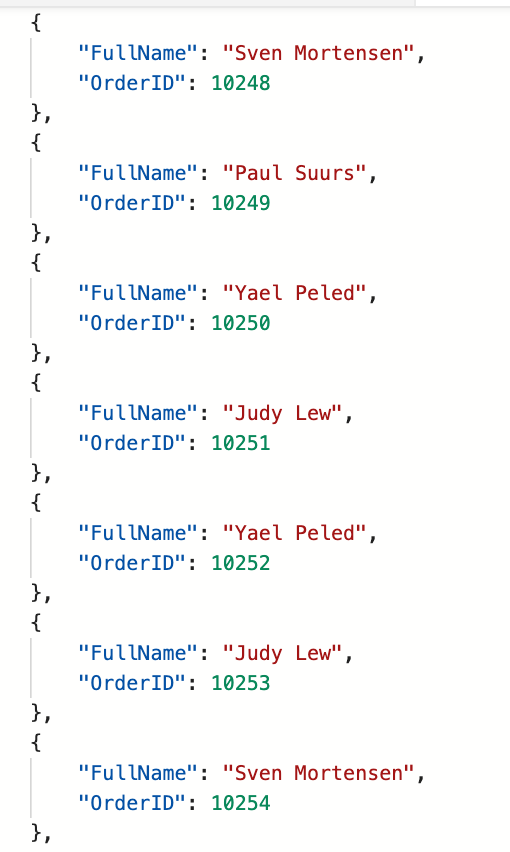 {
"FullName": "Sven Mortensen",
"OrderID": 10248
},
{
"FullName": "Paul Suurs",
"OrderID": 10249
},
{
"FullName": "Yael Peled",
"OrderID": 10250
},
{
"FullName": "Judy Lew",
"OrderID": 10251
},
{
"FullName": "Yael Peled",
"OrderID": 10252
},
{
"FullName": "Judy Lew",
"OrderID": 10253
},
{
"FullName": "Sven Mortensen",
"OrderID": 10254
},